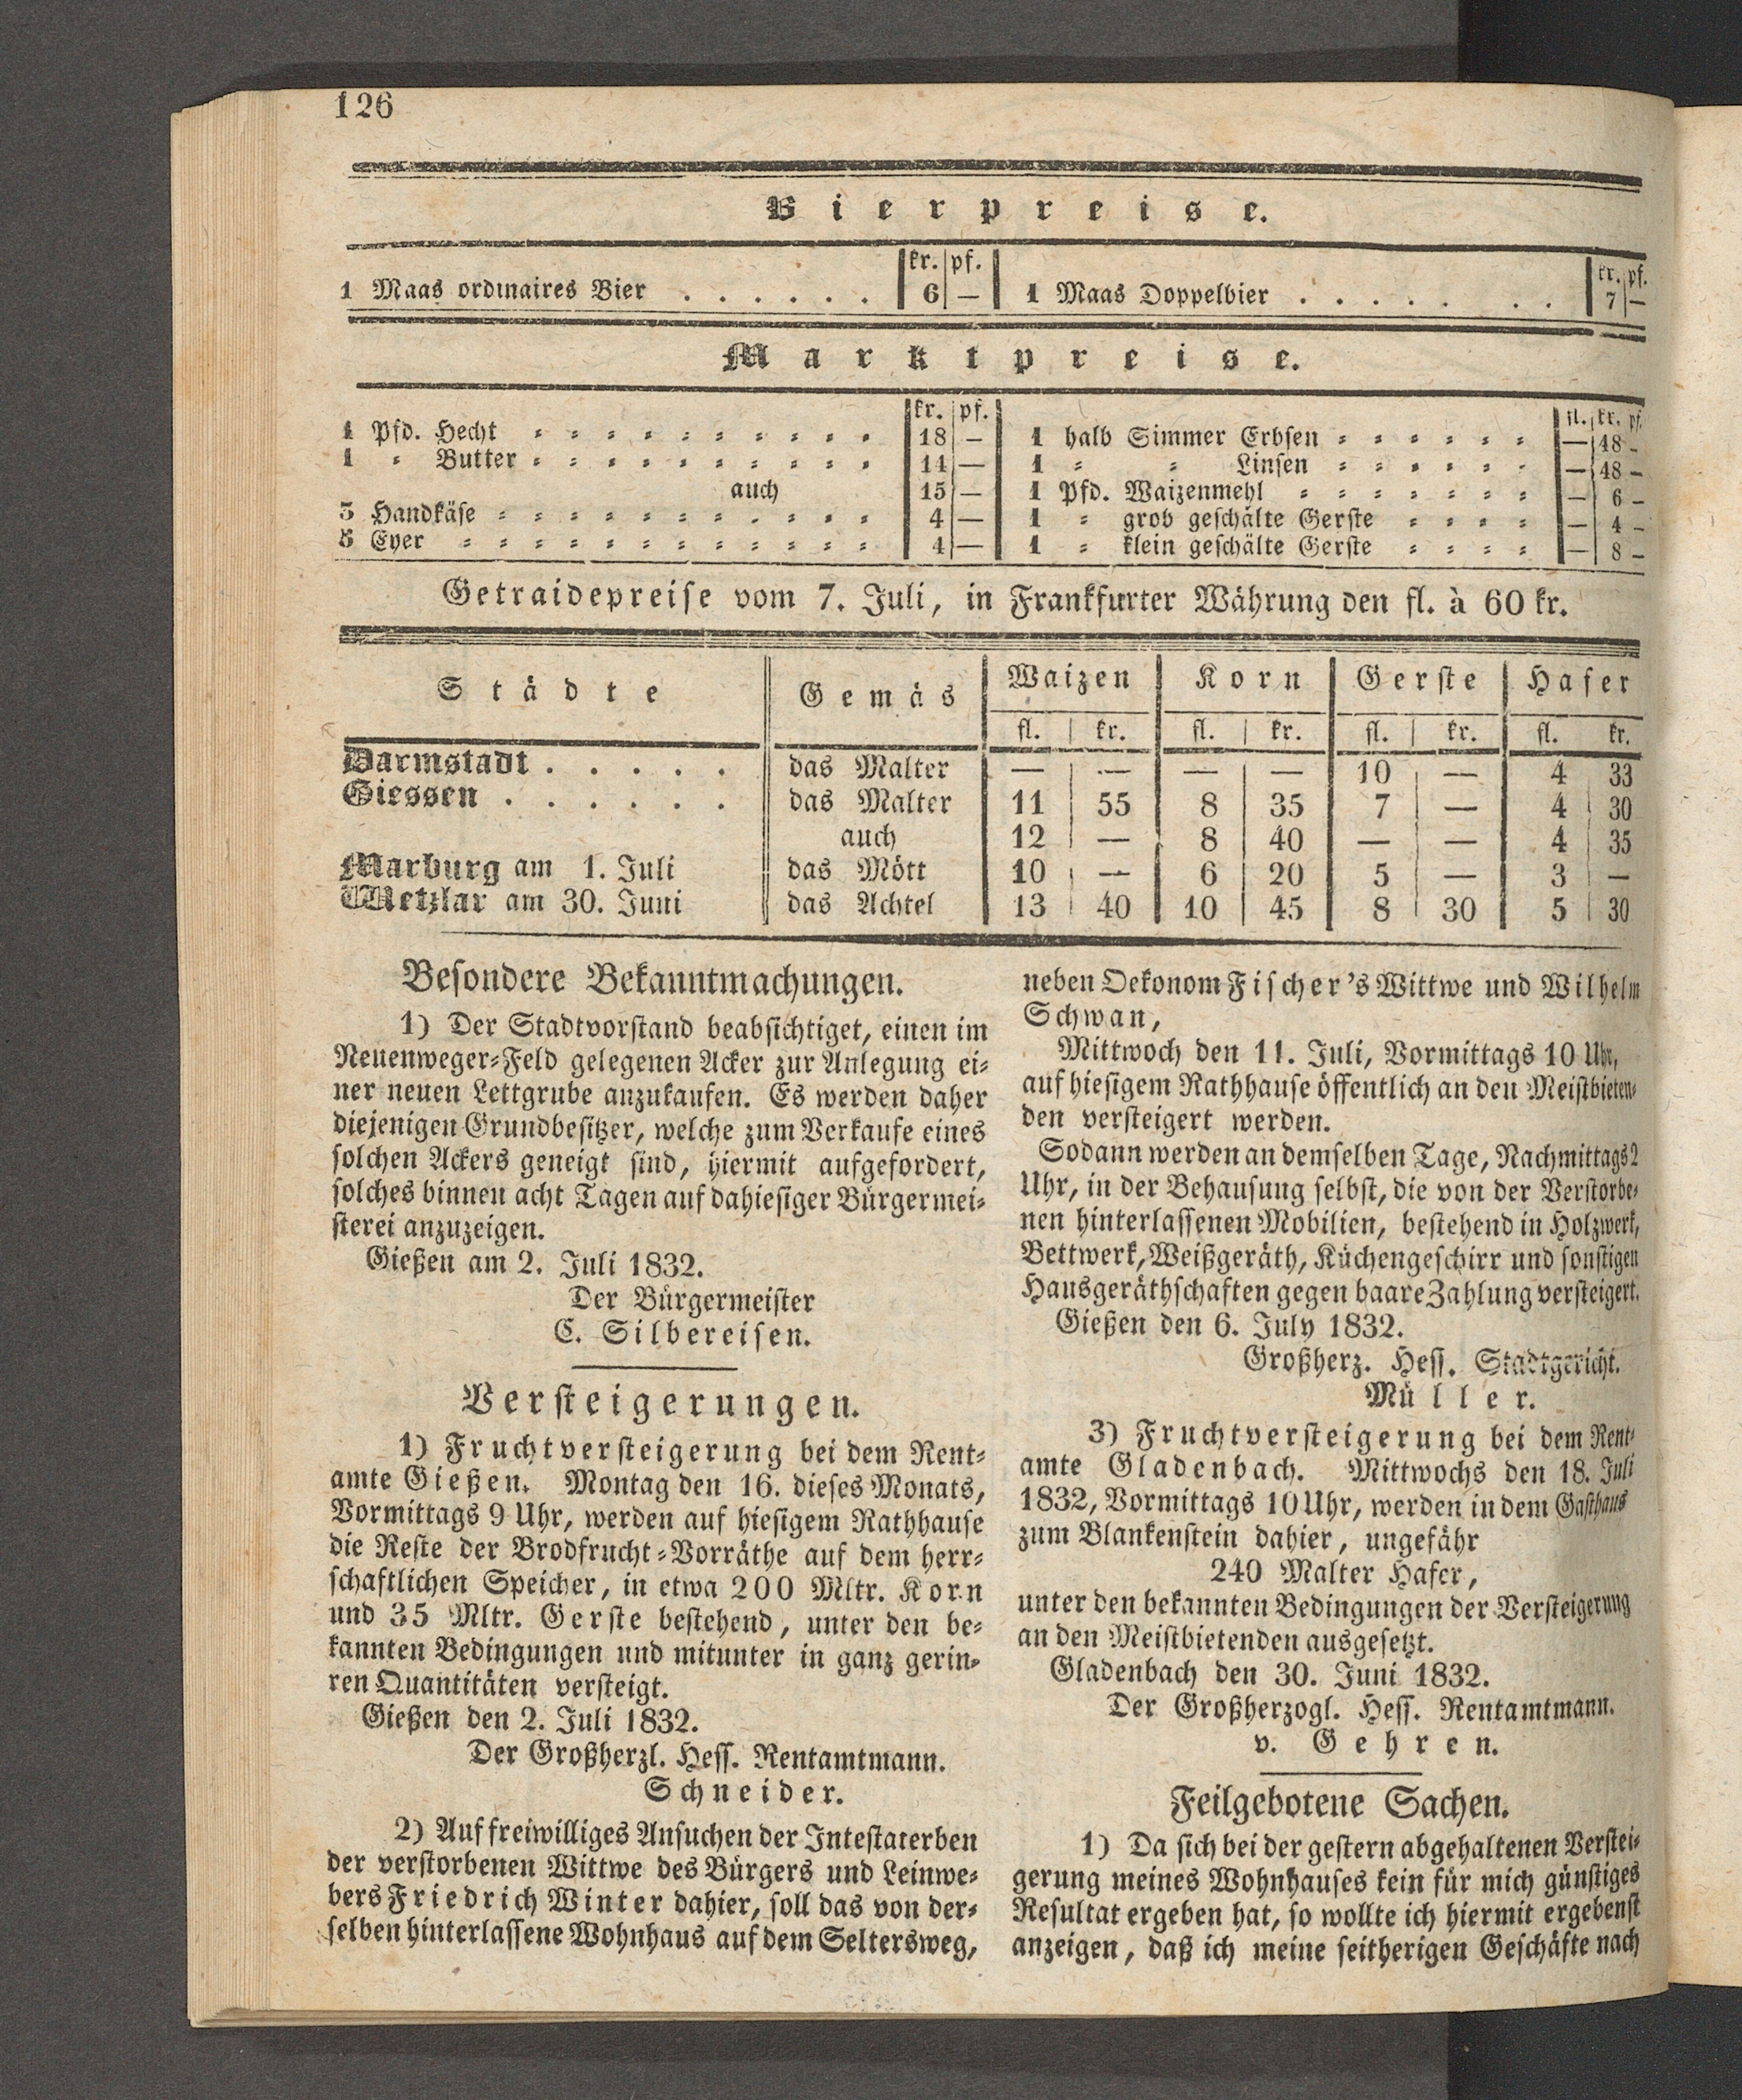 126
Bierpreise.
kr. pf. kr. pf.
1 Maas ordinaires Bier . . . . . . 6 — 1 Maas Doppelbier . . . . . . . 7 —
Marktpreise.
kr. pf. fl. kr. pf.
1 Pfd. Hecht 18 — 1 halb Simmer Erbsen — 48 -
1 = Butter 14 — 1 = = Linsen — 48 -
auch 15 — 1 Pfd. Waizenmehl — 6 -
3 Handkäse 4 — 1 = grob geschälte Gerste — 4 -
Eyer 4 — 1 = klein geschälte Gerste — 8 -
Getraidepreise vom 7. Juli, in Frankfurter Währung den fl. à 60 kr.
Städte Gemäs Waizen Korn Gerste Hafer
fl. kr. fl. kr. fl. kr. fl. kr.
Darmstadt . . . . . das Malter — — — — 10 — 4 33
Giessen . . . . . . das Malter 11 55 8 35 7 — 4 30
auch 12 — 8 40 — — 4 35
Marburg am 1. Juli das Mött 10 — 6 20 5 — 3 —
Wetzlar am 30. Juni das Achtel 13 40 10 45 8 30 5 30
Besondere Bekanntmachungen.
1) Der Stadtvorstand beabsichtiget, einen im
Neuenweger=Feld gelegenen Acker zur Anlegung ei=
ner neuen Lettgrube anzukaufen. Es werden daher
diejenigen Grundbesitzer, welche zum Verkaufe eines
solchen Ackers geneigt sind, hiermit aufgefordert,
solches binnen acht Tagen auf dahiesiger Bürgermei=
sterei anzuzeigen.
Gießen am 2. Juli 1832.
Der Bürgermeister
C. Silbereisen.
Versteigerungen.
1) Fruchtversteigerung bei dem Rent=
amte Gießen. Montag den 16. dieses Monats,
Vormittags 9 Uhr, werden auf hiesigem Rathhause
die Reste der Brodfrucht=Vorräthe auf dem herr=
schaftlichen Speicher, in etwa 200 Mltr. Korn
und 35 Mltr. Gerste bestehend, unter den be=
kannten Bedingungen und mitunter in ganz gerin=
ren Quantitäten versteigt.
Gießen den 2. Juli 1832.
Der Großherzl. Hess. Rentamtmann.
Schneider.
2) Auf freiwilliges Ansuchen der Intestaterben
der verstorbenen Wittwe des Bürgers und Leinwe=
bers Friedrich Winter dahier, soll das von der=
selben hinterlassene Wohnhaus auf dem Seltersweg,
neben Oekonom Fischer's Wittwe und Wilhelm
Schwan,
Mittwoch den 11. Juli, Vormittags 10 Uhr,
auf hiesigem Rathhause öffentlich an den Meistbieten=
den versteigert werden.
Sodann werden an demselben Tage, Nachmittags 2
Uhr, in der Behausung selbst, die von der Verstorbe=
nen hinterlassenen Mobilien, bestehend in Holzwerk,
Bettwerk, Weißgeräth, Küchengeschirr und sonstigen
Hausgeräthschaften gegen baare Zahlung versteigert.
Gießen den 6. July 1832.
Großherz. Hess. Stadtgericht.
Müller.
3) Fruchtversteigerung bei dem Rent=
amte Gladenbach. Mittwochs den 18. Juli
1832, Vormittags 10 Uhr, werden in dem Gasthaus
zum Blankenstein dahier, ungefähr
240 Malter Hafer,
unter den bekannten Bedingungen der Versteigerung
an den Meistbietenden ausgesetzt.
Gladenbach den 30. Juni 1832.
Der Großherzogl. Hess. Rentamtmann.
v. Gehren.
Feilgebotene Sachen.
1) Da sich bei der gestern abgehaltenen Verstei=
gerung meines Wohnhauses kein für mich günstiges
Resultat ergeben hat, so wollte ich hiermit ergebenst
anzeigen, daß ich meine seitherigen Geschäfte nach